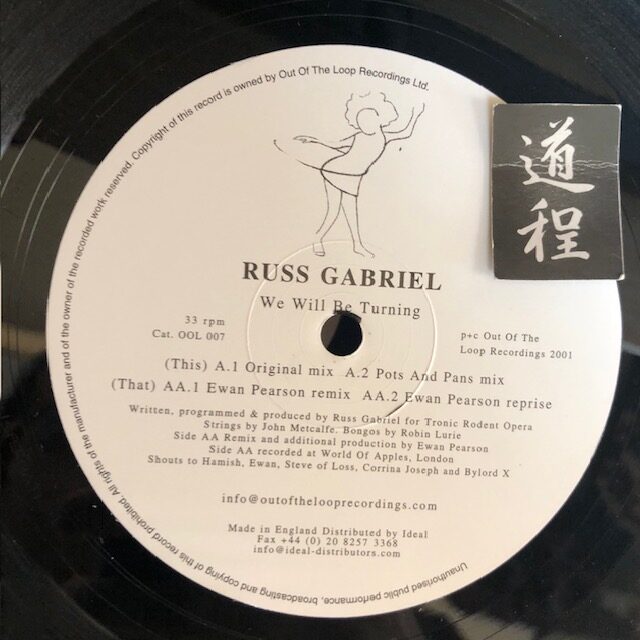 Unauthorised public performance, broadcasting and copying of this record prohibited. All rights of the manufacturer and of the owner of the recorded work reserved. Copyright of this record is owned by Out Of The Loop Recordings Ltd.
道程
RUSS GABRIEL
We Will Be Turning
33 rpm
Cat. OOL 007
p+c Out Of The
Loop Recordings 2001
(This) A.1 Original mix A.2 Pots And Pans mix
(That) AA.1 Ewan Pearson remix AA.2 Ewan Pearson reprise
Written, programmed & produced by Russ Gabriel for Tronic Rodent Opera
Strings by John Metcalfe. Bongos by Robin Lurie
Side AA Remix and additional production by Ewan Pearson
Side AA recorded at World Of Apples, London
Shouts to Hamish, Ewan, Steve of Loss, Corrina Joseph and Bylord X
info@outofthelooprecordings.com
Made in England Distributed by Ideal
Fax +44 (0) 20 8257 3368
info@ideal-distributors.com